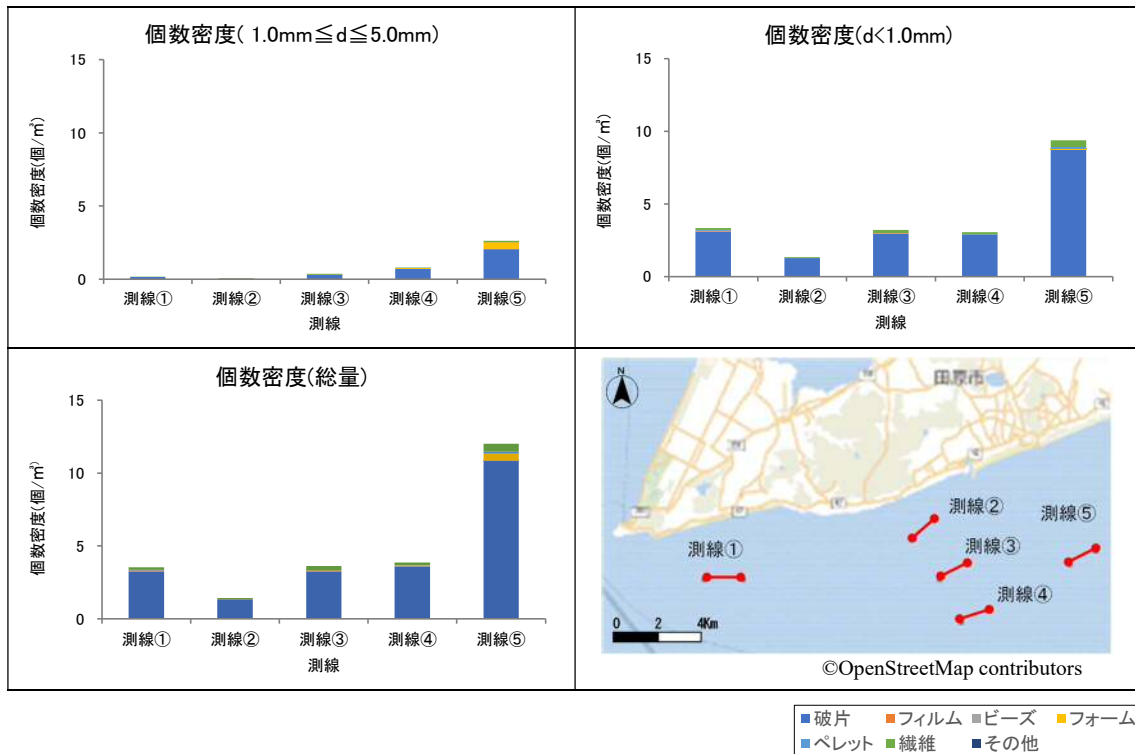 個数密度( 1.0mm≦d≦5.0mm)
個数密度(個/㎥)
15
10
5
0
測線① 測線② 測線③ 測線④ 測線⑤
測線
個数密度(d<1.0mm)
個数密度(個/㎥)
15
10
5
0
測線① 測線② 測線③ 測線④ 測線⑤
測線
個数密度(総量)
個数密度(個/㎥)
15
10
5
0
測線① 測線② 測線③ 測線④ 測線⑤
測線
N
田原市
測線②
測線⑤
測線①
測線③
測線④
0 2 4Km
©OpenStreetMap contributors
破片 フィルム ビーズ フォーム
ペレット 繊維 その他